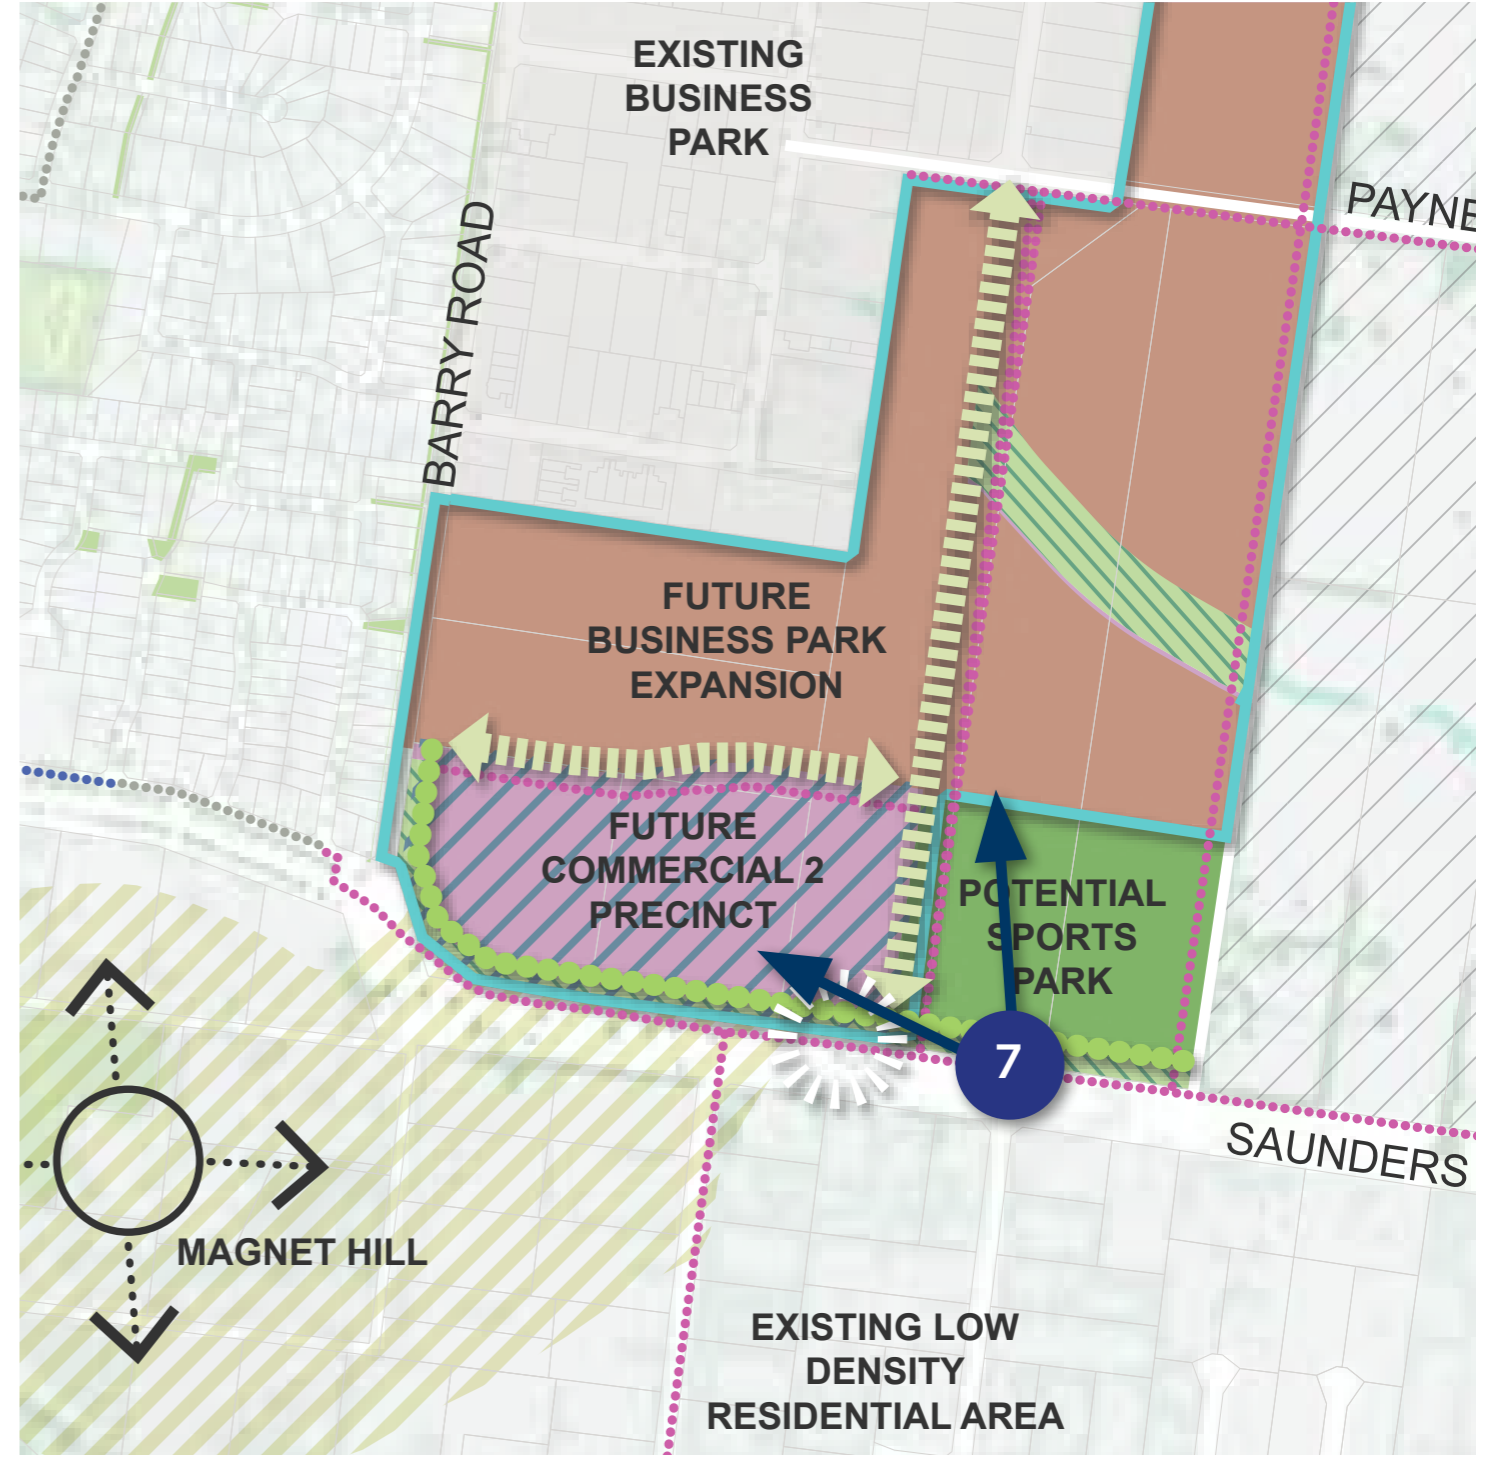 EXISTING
BUSINESS
PARK
PAYNE
BARRY ROAD
FUTURE
BUSINESS PARK
EXPANSION
FUTURE
COMMERCIAL 2
PRECINCT
POTENTIAL
SPORTS
PARK
7
SAUNDERS
MAGNET HILL
EXISTING LOW
DENSITY
RESIDENTIAL AREA